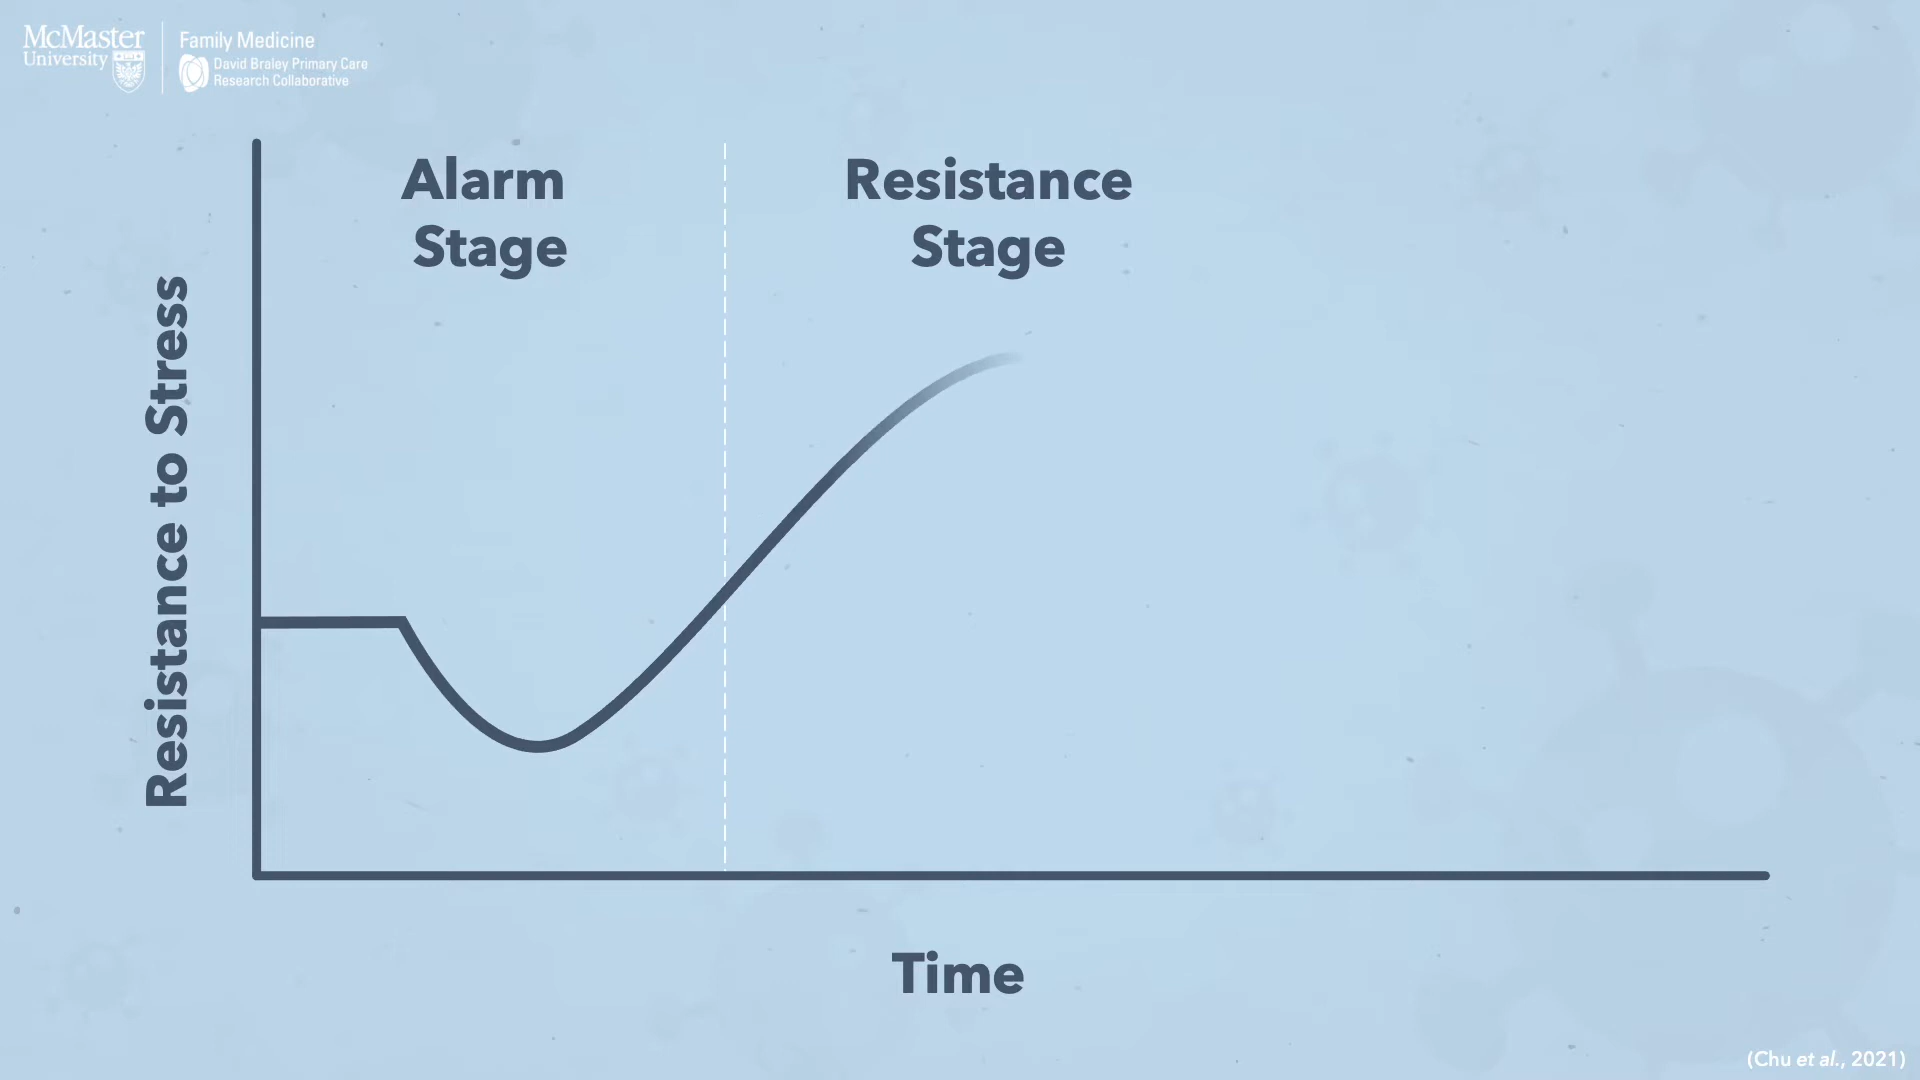 McMaster
University
Family Medicine
David Braley Primary Care
Research Collaborative
Alarm
Stage
Resistance
Stage
Resistance to Stress
Time
(Chu et al., 2021)